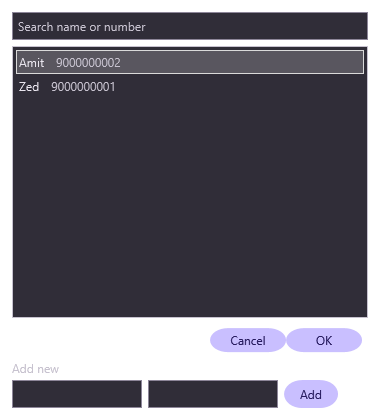 Search name or number
Amit 9000000002
Zed 9000000001
Cancel OK
Add new
Add